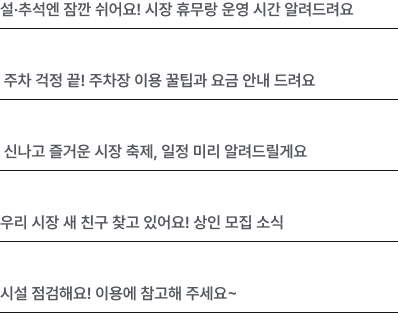 설·추석엔 잠깐 쉬어요! 시장 휴무랑 운영 시간 알려드려요
주차 걱정 끝! 주차장 이용 꿀팁과 요금 안내 드려요
신나고 즐거운 시장 축제, 일정 미리 알려드릴게요
우리 시장 새 친구 찾고 있어요! 상인 모집 소식
시설 점검해요! 이용에 참고해 주세요~